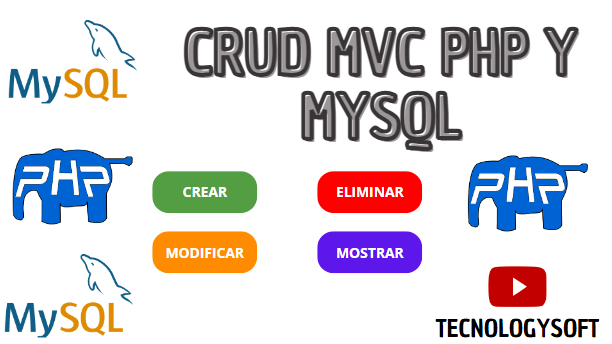 MySQL
CRUD MVC PHP Y
MYSQL
PHP
CREAR
ELIMINAR
PHP
MODIFICAR
MOSTRAR
MySQL
TECNOLOGYSOFT